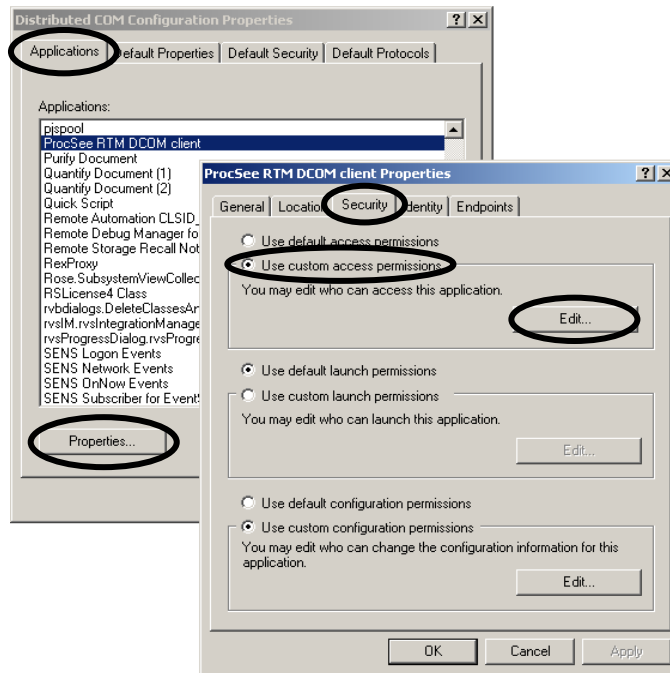 Distributed COM Configuration Properties
Applications Default Properties Default Security Default Protocols
Applications:
pjspool
ProcSee RTM DCOM client
Purify Document
Quantify Document (1)
Quantify Document (2)
Quick Script
Remote Automation CLSID_
Remote Debug Manager fo
Remote Storage Recall Not
RexProxy
Rose.SubsystemViewCollec
RSLicense4 Class
rvbdialogs.DeleteClassesAr
rvsIM.rvsIntegrationManage
rvsProgressDialog.rvsProgre
SENS Logon Events
SENS Network Events
SENS OnNow Events
SENS Subscriber for EventS
Properties...
ProcSee RTM DCOM client Properties
General Location Security Identity Endpoints
Use default access permissions
Use custom access permissions
You may edit who can access this application.
Edit...
Use default launch permissions
Use custom launch permissions
You may edit who can launch this application.
Edit...
Use default configuration permissions
Use custom configuration permissions
You may edit who can change the configuration information for this
application.
Edit...
OK Cancel Apply